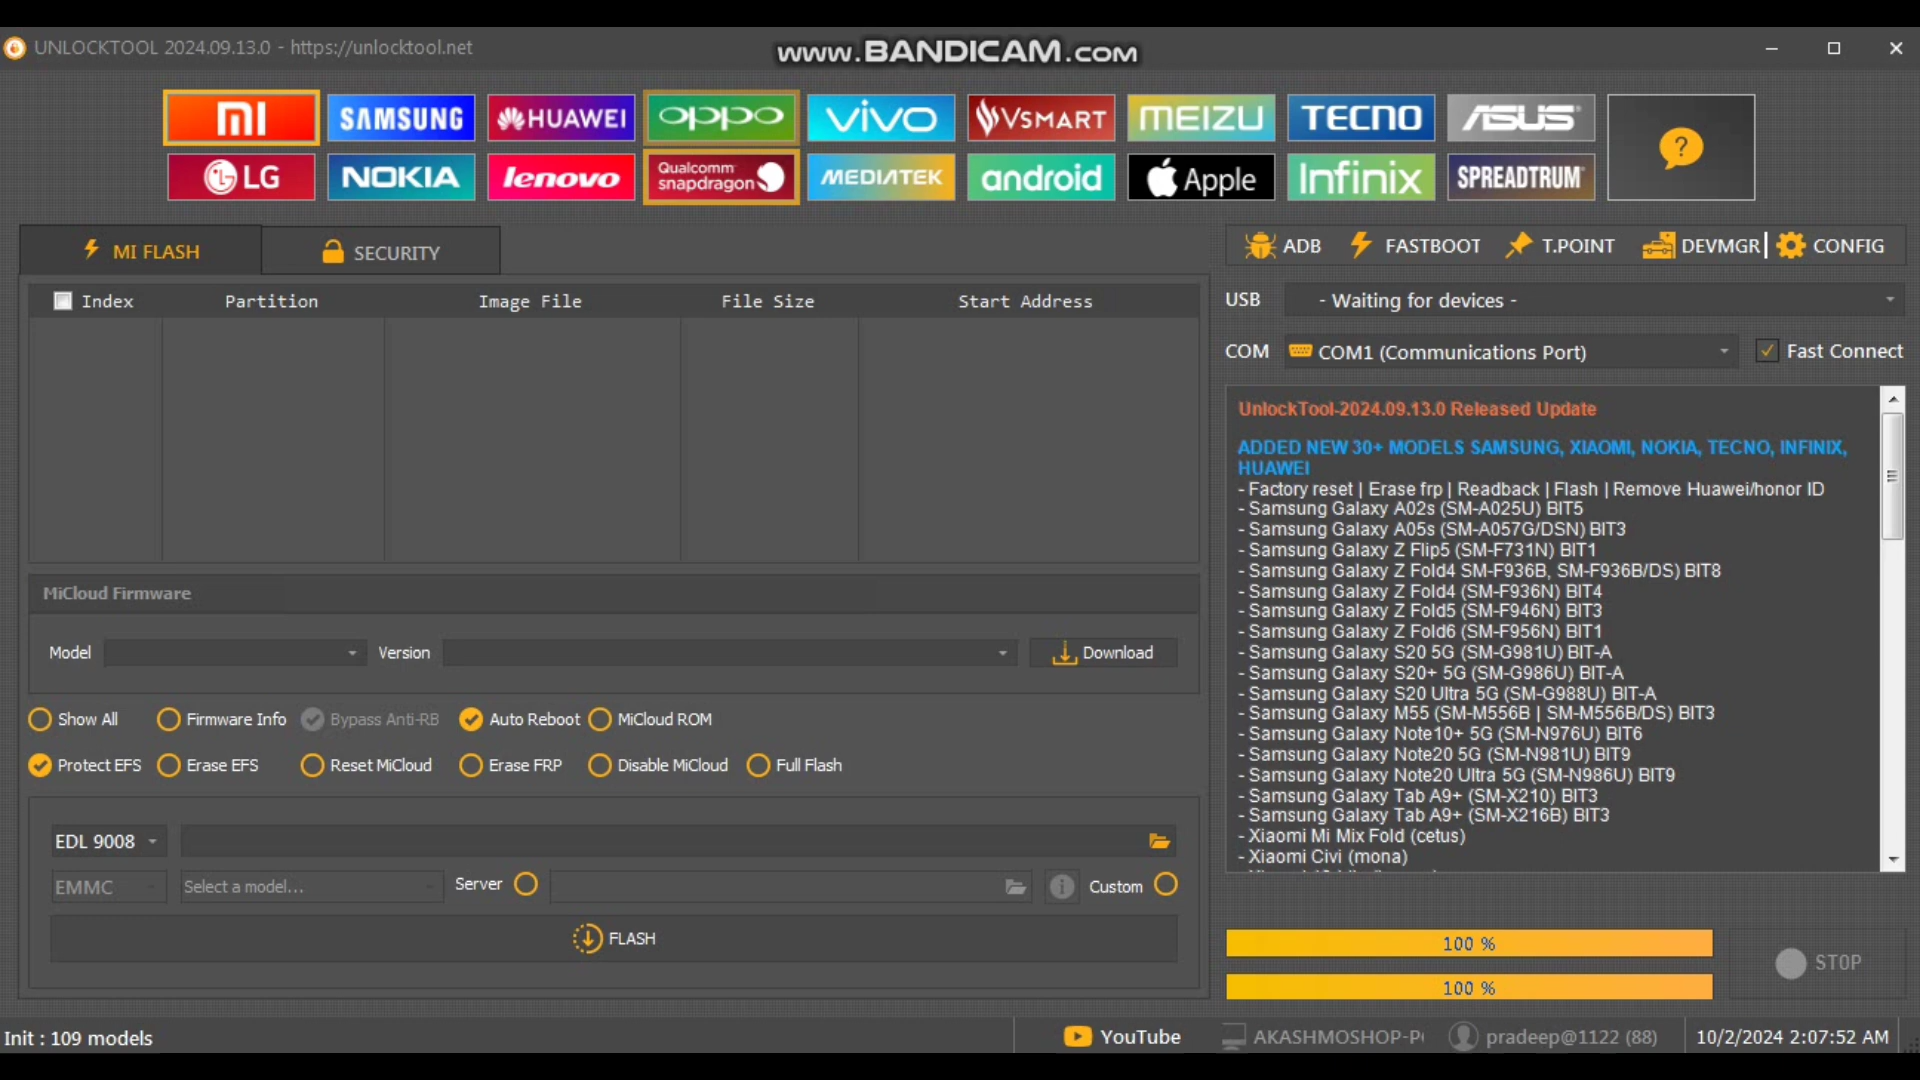 UNLOCKTOOL 2024.09.13.0 - https://unlocktool.net
www.BANDICAM.com
MI SAMSUNG HUAWEI oppo vivo VSMART MEIZU TECNO ASUS
LG NOKIA lenovo Qualcomm snapdragon MEDIATEK android Apple Infinix SPREADTRUM
?
MI FLASH SECURITY
ADB FASTBOOT T.POINT DEVMGR CONFIG
Index Partition Image File File Size Start Address
USB - Waiting for devices -
COM COM1 (Communications Port) Fast Connect
UnlockTool-2024.09.13.0 Released Update
ADDED NEW 30+ MODELS SAMSUNG, XIAOMI, NOKIA, TECNO, INFINIX,
HUAWEI
- Factory reset | Erase frp | Readback | Flash | Remove Huawei/honor ID
- Samsung Galaxy A02s (SM-A025U) BIT5
- Samsung Galaxy A05s (SM-A057G/DSN) BIT3
- Samsung Galaxy Z Flip5 (SM-F731N) BIT1
- Samsung Galaxy Z Fold4 SM-F936B, SM-F936B/DS) BIT8
- Samsung Galaxy Z Fold4 (SM-F936N) BIT4
- Samsung Galaxy Z Fold5 (SM-F946N) BIT3
- Samsung Galaxy Z Fold6 (SM-F956N) BIT1
- Samsung Galaxy S20 5G (SM-G981U) BIT-A
- Samsung Galaxy S20+ 5G (SM-G986U) BIT-A
- Samsung Galaxy S20 Ultra 5G (SM-G988U) BIT-A
- Samsung Galaxy M55 (SM-M556B | SM-M556B/DS) BIT3
- Samsung Galaxy Note10+ 5G (SM-N976U) BIT6
- Samsung Galaxy Note20 5G (SM-N981U) BIT9
- Samsung Galaxy Note20 Ultra 5G (SM-N986U) BIT9
- Samsung Galaxy Tab A9+ (SM-X210) BIT3
- Samsung Galaxy Tab A9+ (SM-X216B) BIT3
- Xiaomi Mi Mix Fold (cetus)
- Xiaomi Civi (mona)
MiCloud Firmware
Model Version Download
Show All Firmware Info Bypass Anti-RB Auto Reboot MiCloud ROM
Protect EFS Erase EFS Reset MiCloud Erase FRP Disable MiCloud Full Flash
EDL 9008
EMMC Select a model... Server Custom
FLASH
100 %
100 %
STOP
Init : 109 models YouTube AKASHMOSHOP-P pradeep@1122 (88) 10/2/2024 2:07:52 AM